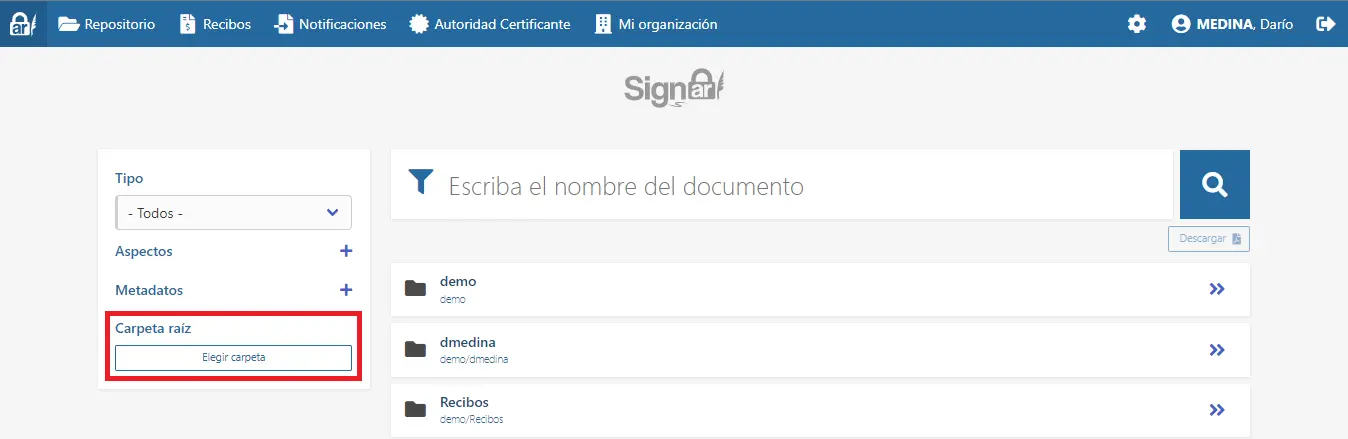 ar Repositorio Recibos Notificaciones Autoridad Certificante Mi organización MEDINA, Darío
Signar
Tipo
- Todos -
Aspectos
Metadatos
Carpeta raíz
Elegir carpeta
Escriba el nombre del documento
Descargar
demo
demo
dmedina
demo/dmedina
Recibos
demo/Recibos